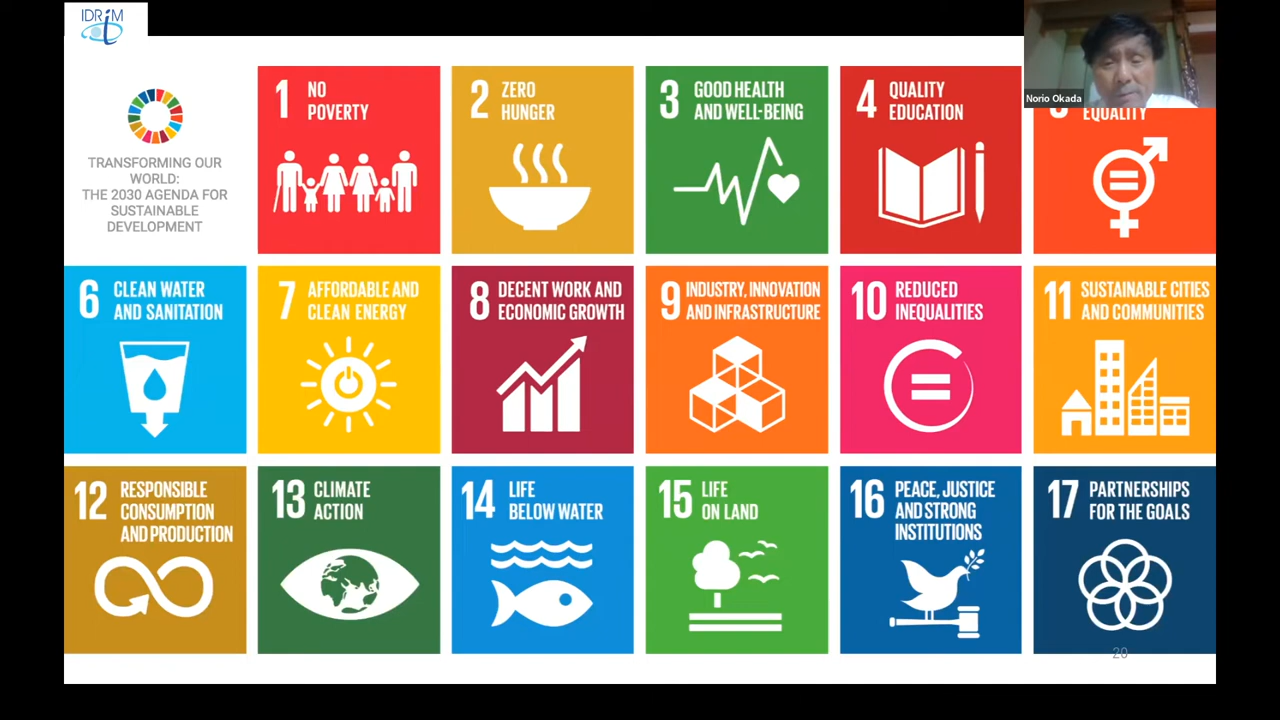 IDRiM
Norio Okada
TRANSFORMING OUR
WORLD:
THE 2030 AGENDA FOR
SUSTAINABLE
DEVELOPMENT
1 NO
POVERTY
2 ZERO
HUNGER
3 GOOD HEALTH
AND WELL-BEING
4 QUALITY
EDUCATION
EQUALITY
6 CLEAN WATER
AND SANITATION
7 AFFORDABLE AND
CLEAN ENERGY
8 DECENT WORK AND
ECONOMIC GROWTH
9 INDUSTRY, INNOVATION
AND INFRASTRUCTURE
10 REDUCED
INEQUALITIES
11 SUSTAINABLE CITIES
AND COMMUNITIES
12 RESPONSIBLE
CONSUMPTION
AND PRODUCTION
13 CLIMATE
ACTION
14 LIFE
BELOW WATER
15 LIFE
ON LAND
16 PEACE, JUSTICE
AND STRONG
INSTITUTIONS
17 PARTNERSHIPS
FOR THE GOALS
20